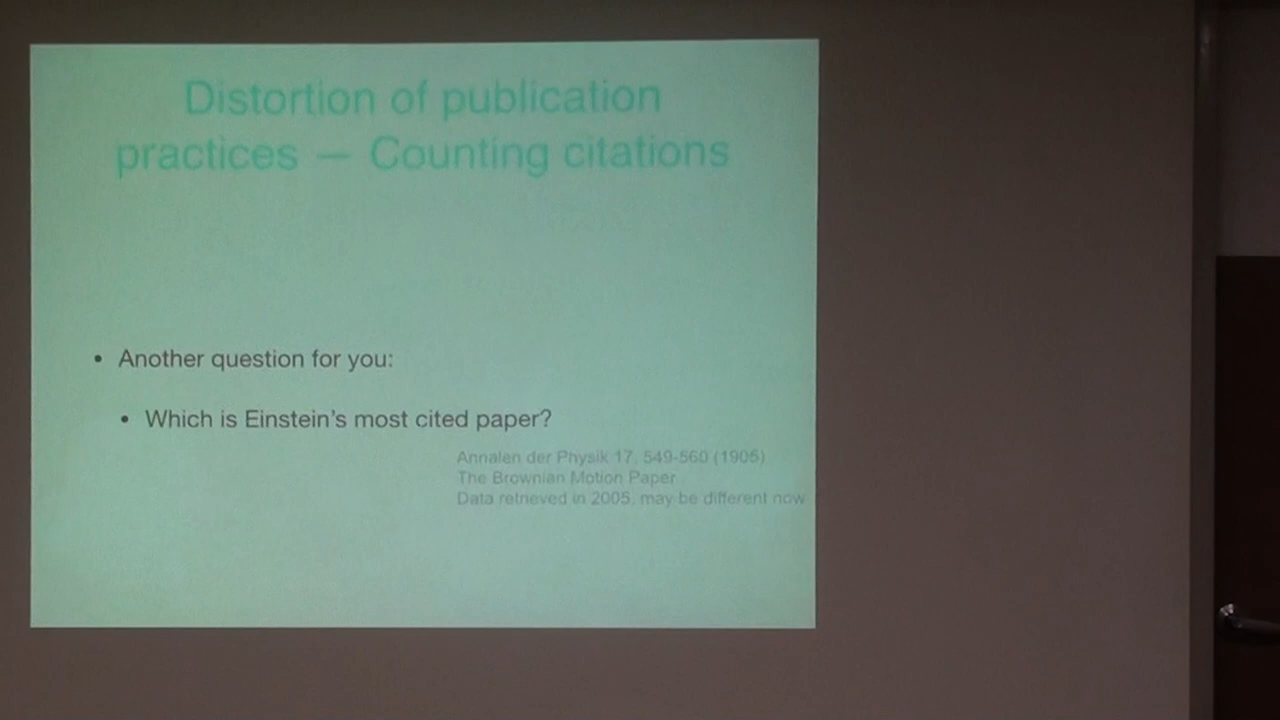 Distortion of publication
practices — Counting citations
• Another question for you:
• Which is Einstein's most cited paper?
Annalen der Physik 17, 549-560 (1905)
The Brownian Motion Paper
Data retrieved in 2005, may be different now